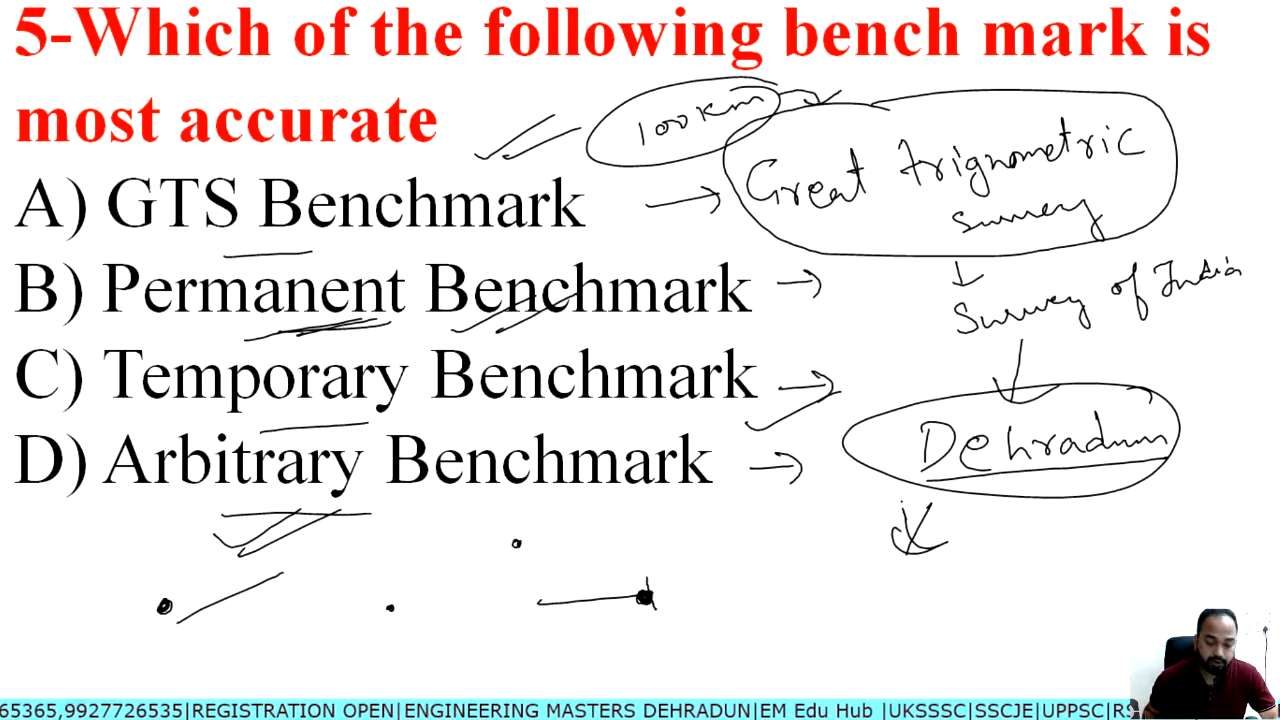 5-Which of the following bench mark is
most accurate
100km
A) GTS Benchmark
Great trignometric
survey
B) Permanent Benchmark
Survey of India
C) Temporary Benchmark
Dehradun
D) Arbitrary Benchmark
65365,9927726535|REGISTRATION OPEN|ENGINEERING MASTERS DEHRADUN|EM Edu Hub |UKSSSC|SSCJE|UPPSC|RS